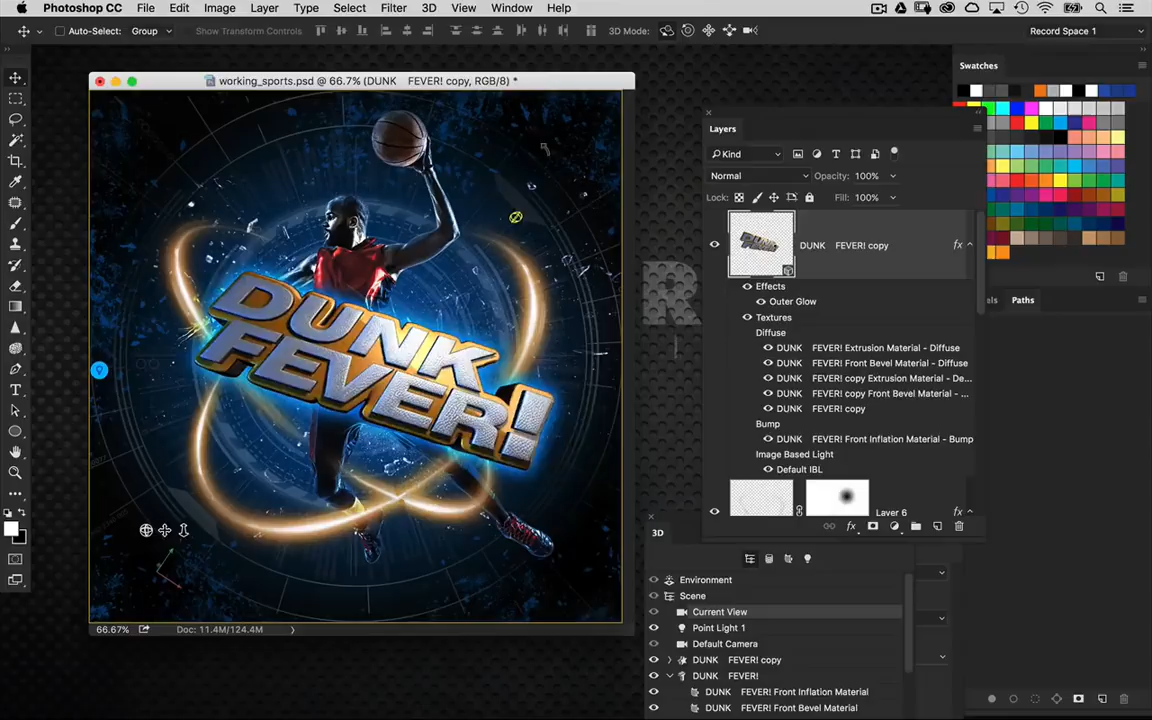 Photoshop CC File Edit Image Layer Type Select Filter 3D View Window Help
Auto-Select: Group Show Transform Controls 3D Mode: Record Space 1
working_sports.psd @ 66.7% (DUNK FEVER! copy, RGB/8) *
DUNK
FEVER!
66.67% Doc: 11.4M/124.4M
R
Swatches
Layers
Kind
Normal Opacity: 100%
Lock: Fill: 100%
DUNK FEVER! copy fx
Effects
Outer Glow
Textures
Diffuse
DUNK FEVER! Extrusion Material - Diffuse
DUNK FEVER! Front Bevel Material - Diffuse
DUNK FEVER! copy Extrusion Material - De...
DUNK FEVER! copy Front Bevel Material - ...
DUNK FEVER! copy
Bump
DUNK FEVER! Front Inflation Material - Bump
Image Based Light
Default IBL
Layer 6 fx
fx
els Paths
3D
Environment
Scene
Current View
Point Light 1
Default Camera
DUNK FEVER! copy
DUNK FEVER!
DUNK FEVER! Front Inflation Material
DUNK FEVER! Front Bevel Material